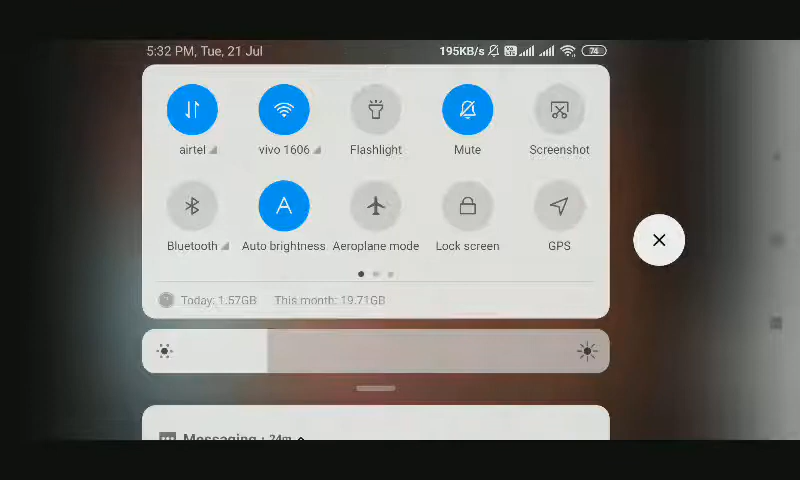 5:32 PM, Tue, 21 Jul 195KB/s 74
airtel vivo 1606 Flashlight Mute Screenshot
A
Bluetooth Auto brightness Aeroplane mode Lock screen GPS
Today: 1.57GB This month: 19.71GB
Messaging · 24m